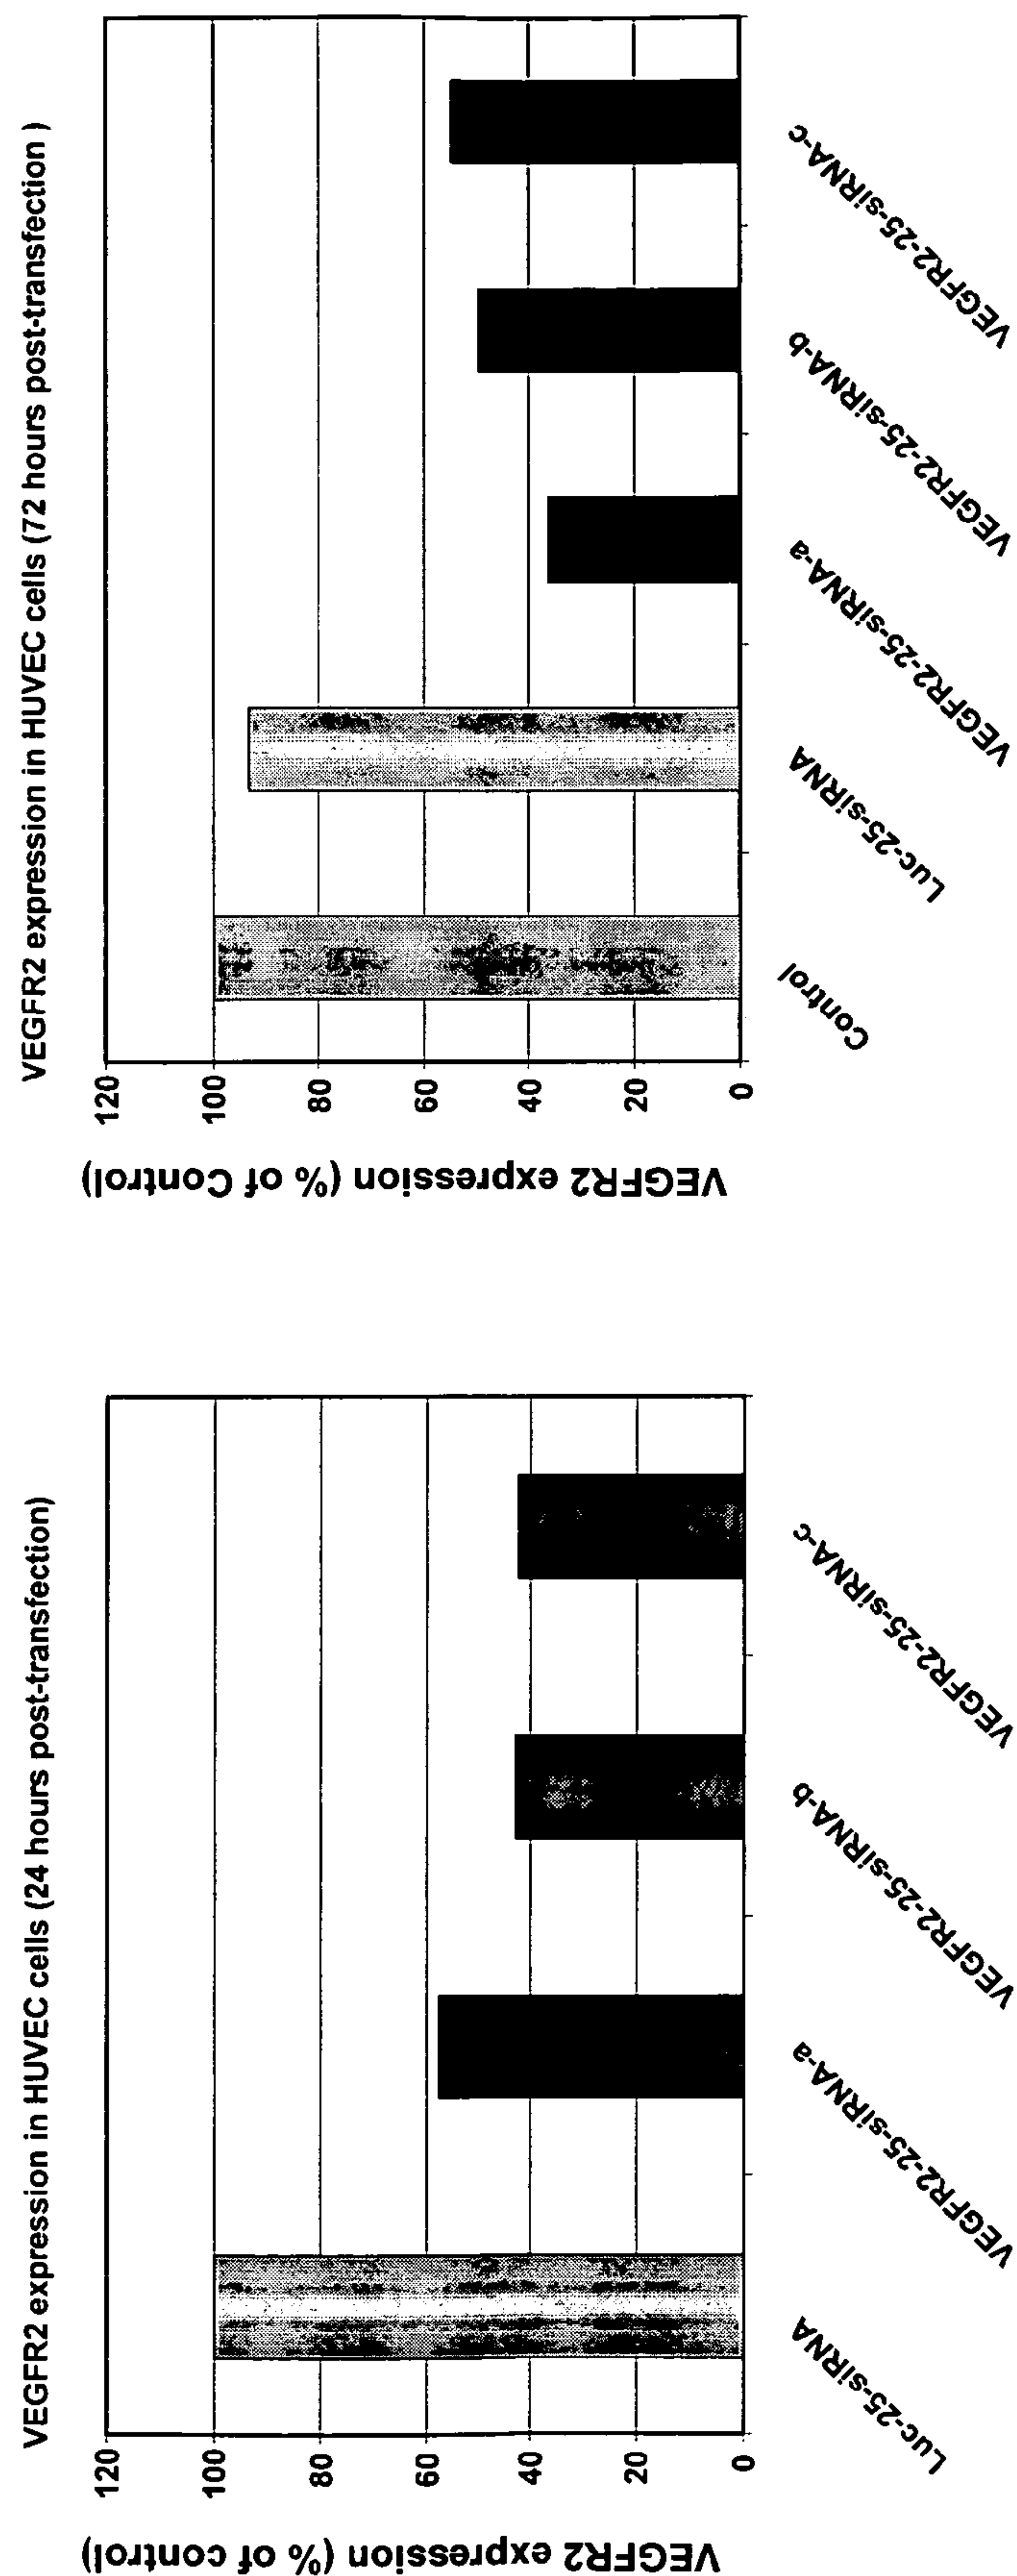 VEGFR2 expression in HUVEC cells (24 hours post-transfection)
VEGFR2 expression (% of control)
120
100
80
60
40
20
0
Luc-25-siRNA
VEGFR2-25-siRNA-a
VEGFR2-25-siRNA-b
VEGFR2-25-siRNA-c
VEGFR2 expression in HUVEC cells (72 hours post-transfection )
VEGFR2 expression (% of Control)
120
100
80
60
40
20
0
Control
Luc-25-siRNA
VEGFR2-25-siRNA-a
VEGFR2-25-siRNA-b
VEGFR2-25-siRNA-c